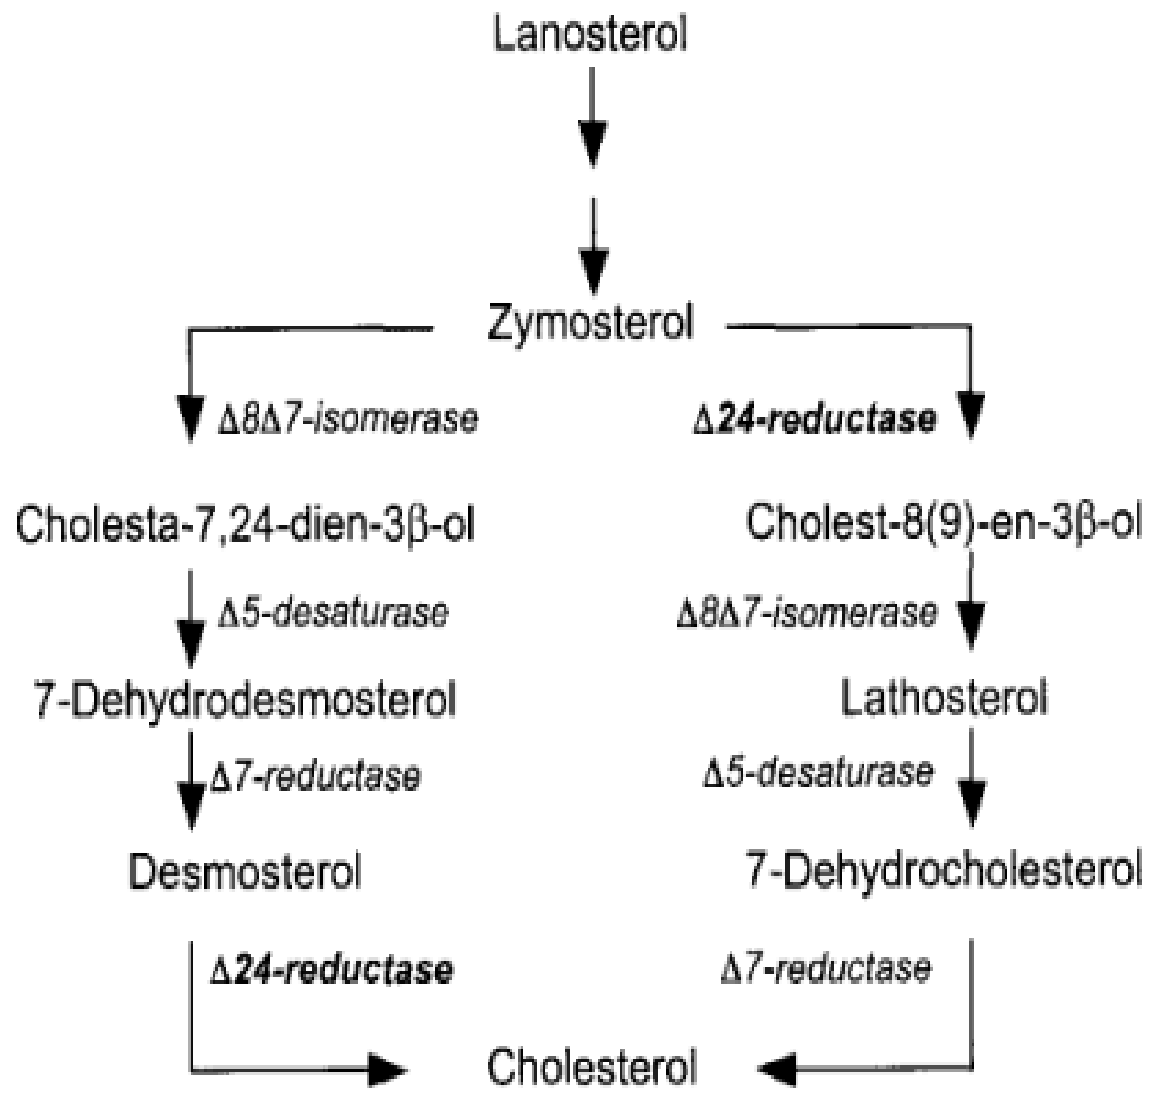 Lanosterol
Zymosterol
Δ8Δ7-isomerase
Δ24-reductase
Cholesta-7,24-dien-3β-ol
Cholest-8(9)-en-3β-ol
Δ5-desaturase
Δ8Δ7-isomerase
7-Dehydrodesmosterol
Lathosterol
Δ7-reductase
Δ5-desaturase
Desmosterol
7-Dehydrocholesterol
Δ24-reductase
Δ7-reductase
Cholesterol